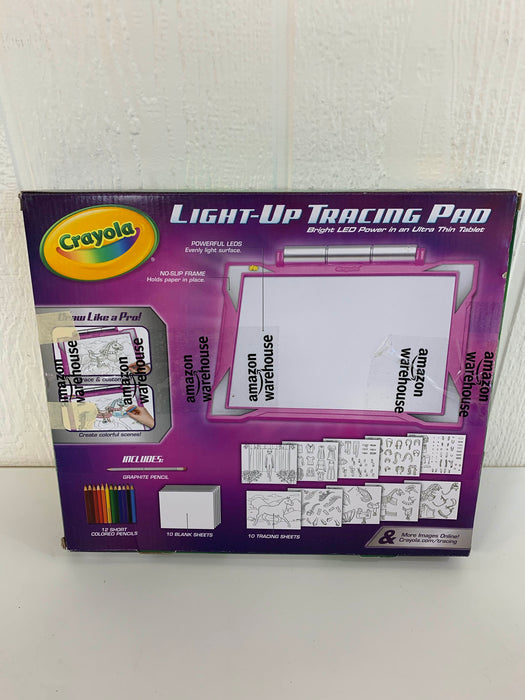 Crayola
LIGHT-UP TRACING PAD
Bright LED Power in an Ultra Thin Tablet
POWERFUL LEDS
Evenly light surface.
NO-SLIP FRAME
Holds paper in place.
Crayola
Draw Like a Pro!
Create colorful scenes!
amazon
warehouse
amazon
warehouse
amazon
warehouse
amazon
warehouse
amazon
warehouse
amazon
warehouse
INCLUDES:
GRAPHITE PENCIL
12 SHORT
COLORED PENCILS
10 BLANK SHEETS
10 TRACING SHEETS
& More Images Online!
Crayola.com/tracing